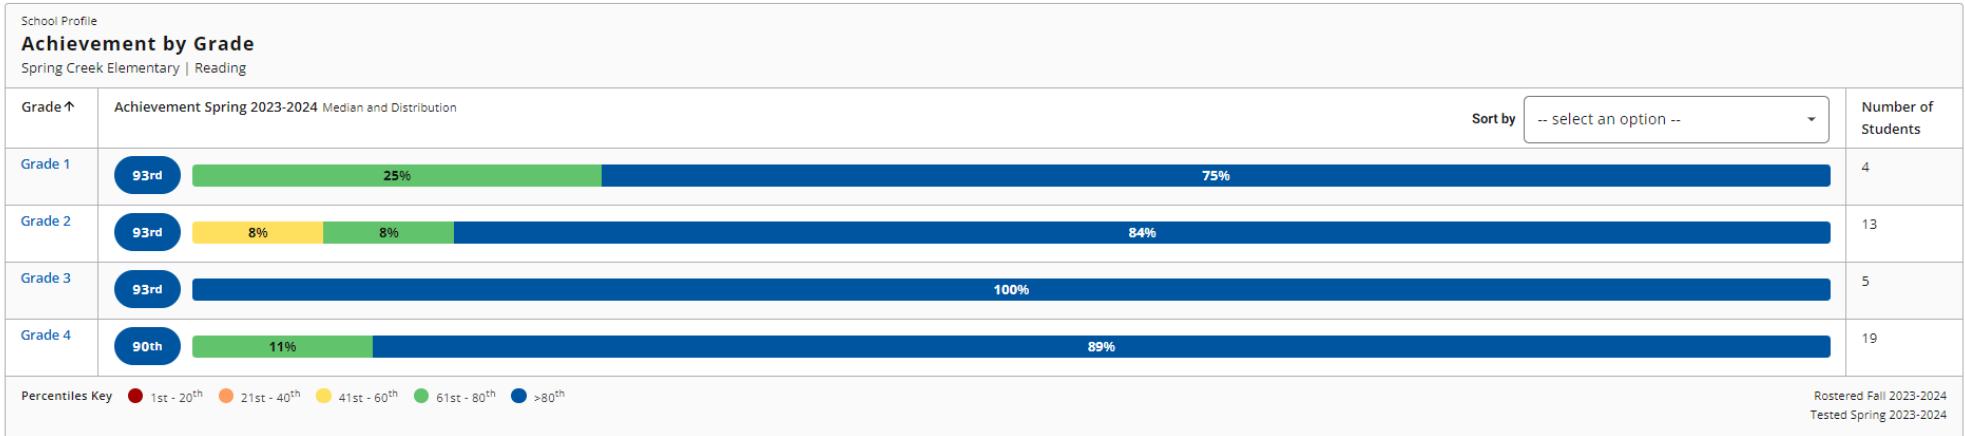 School Profile
Achievement by Grade
Spring Creek Elementary | Reading
Grade↑ Achievement Spring 2023-2024 Median and Distribution Sort by -- select an option -- Number of
Students
Grade 1 93rd 25% 75% 4
Grade 2 93rd 8% 8% 84% 13
Grade 3 93rd 100% 5
Grade 4 90th 11% 89% 19
Percentiles Key 1st - 20th 21st - 40th 41st - 60th 61st - 80th >80th
Rostered Fall 2023-2024
Tested Spring 2023-2024